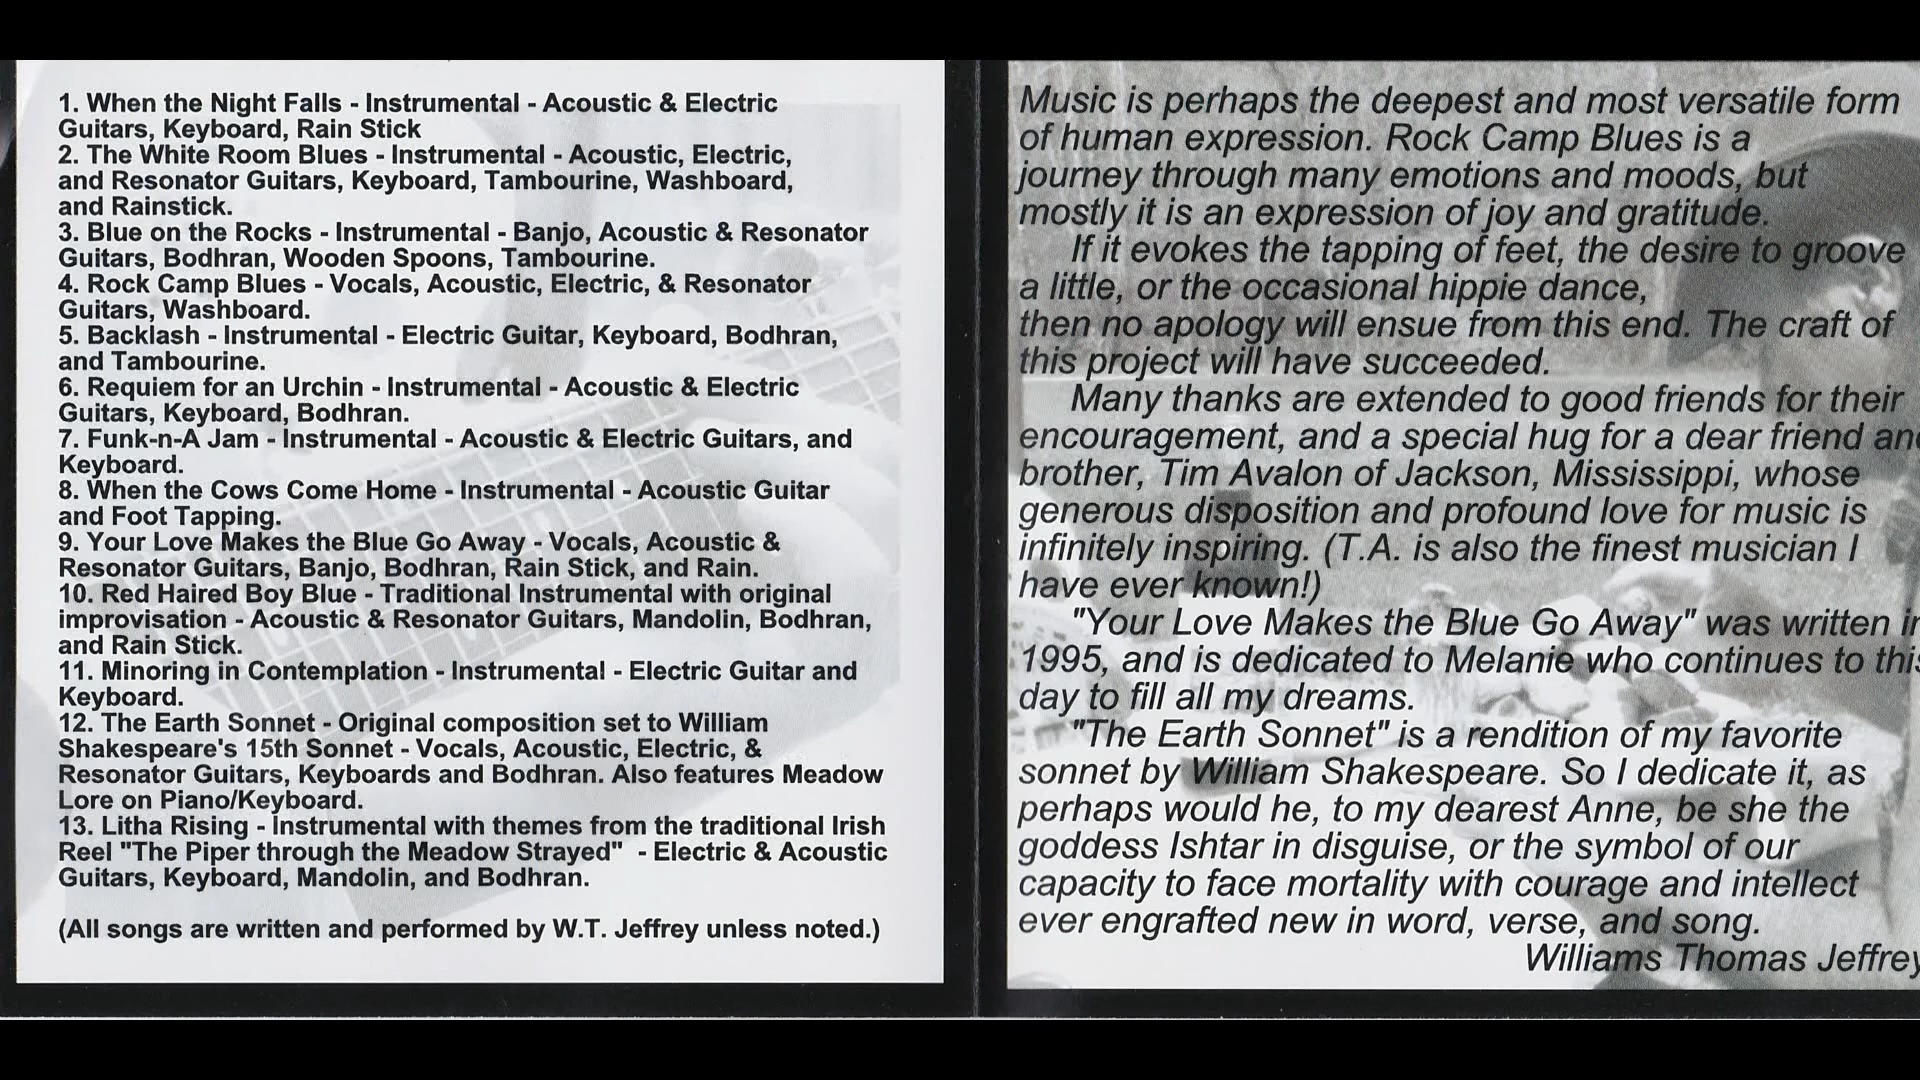 1. When the Night Falls - Instrumental - Acoustic & Electric
Guitars, Keyboard, Rain Stick
2. The White Room Blues - Instrumental - Acoustic, Electric,
and Resonator Guitars, Keyboard, Tambourine, Washboard,
and Rainstick.
3. Blue on the Rocks - Instrumental - Banjo, Acoustic & Resonator
Guitars, Bodhran, Wooden Spoons, Tambourine.
4. Rock Camp Blues - Vocals, Acoustic, Electric, & Resonator
Guitars, Washboard.
5. Backlash - Instrumental - Electric Guitar, Keyboard, Bodhran,
and Tambourine.
6. Requiem for an Urchin - Instrumental - Acoustic & Electric
Guitars, Keyboard, Bodhran.
7. Funk-n-A Jam - Instrumental - Acoustic & Electric Guitars, and
Keyboard.
8. When the Cows Come Home - Instrumental - Acoustic Guitar
and Foot Tapping.
9. Your Love Makes the Blue Go Away - Vocals, Acoustic &
Resonator Guitars, Banjo, Bodhran, Rain Stick, and Rain.
10. Red Haired Boy Blue - Traditional Instrumental with original
improvisation - Acoustic & Resonator Guitars, Mandolin, Bodhran,
and Rain Stick.
11. Minoring in Contemplation - Instrumental - Electric Guitar and
Keyboard.
12. The Earth Sonnet - Original composition set to William
Shakespeare's 15th Sonnet - Vocals, Acoustic, Electric, &
Resonator Guitars, Keyboards and Bodhran. Also features Meadow
Lore on Piano/Keyboard.
13. Litha Rising - Instrumental with themes from the traditional Irish
Reel "The Piper through the Meadow Strayed" - Electric & Acoustic
Guitars, Keyboard, Mandolin, and Bodhran.
(All songs are written and performed by W.T. Jeffrey unless noted.)
Music is perhaps the deepest and most versatile form
of human expression. Rock Camp Blues is a
journey through many emotions and moods, but
mostly it is an expression of joy and gratitude.
If it evokes the tapping of feet, the desire to groove
a little, or the occasional hippie dance,
then no apology will ensue from this end. The craft of
this project will have succeeded.
Many thanks are extended to good friends for their
encouragement, and a special hug for a dear friend an
brother, Tim Avalon of Jackson, Mississippi, whose
generous disposition and profound love for music is
infinitely inspiring. (T.A. is also the finest musician I
have ever known!)
"Your Love Makes the Blue Go Away" was written in
1995, and is dedicated to Melanie who continues to this
day to fill all my dreams.
"The Earth Sonnet" is a rendition of my favorite
sonnet by William Shakespeare. So I dedicate it, as
perhaps would he, to my dearest Anne, be she the
goddess Ishtar in disguise, or the symbol of our
capacity to face mortality with courage and intellect
ever engrafted new in word, verse, and song.
Williams Thomas Jeffrey